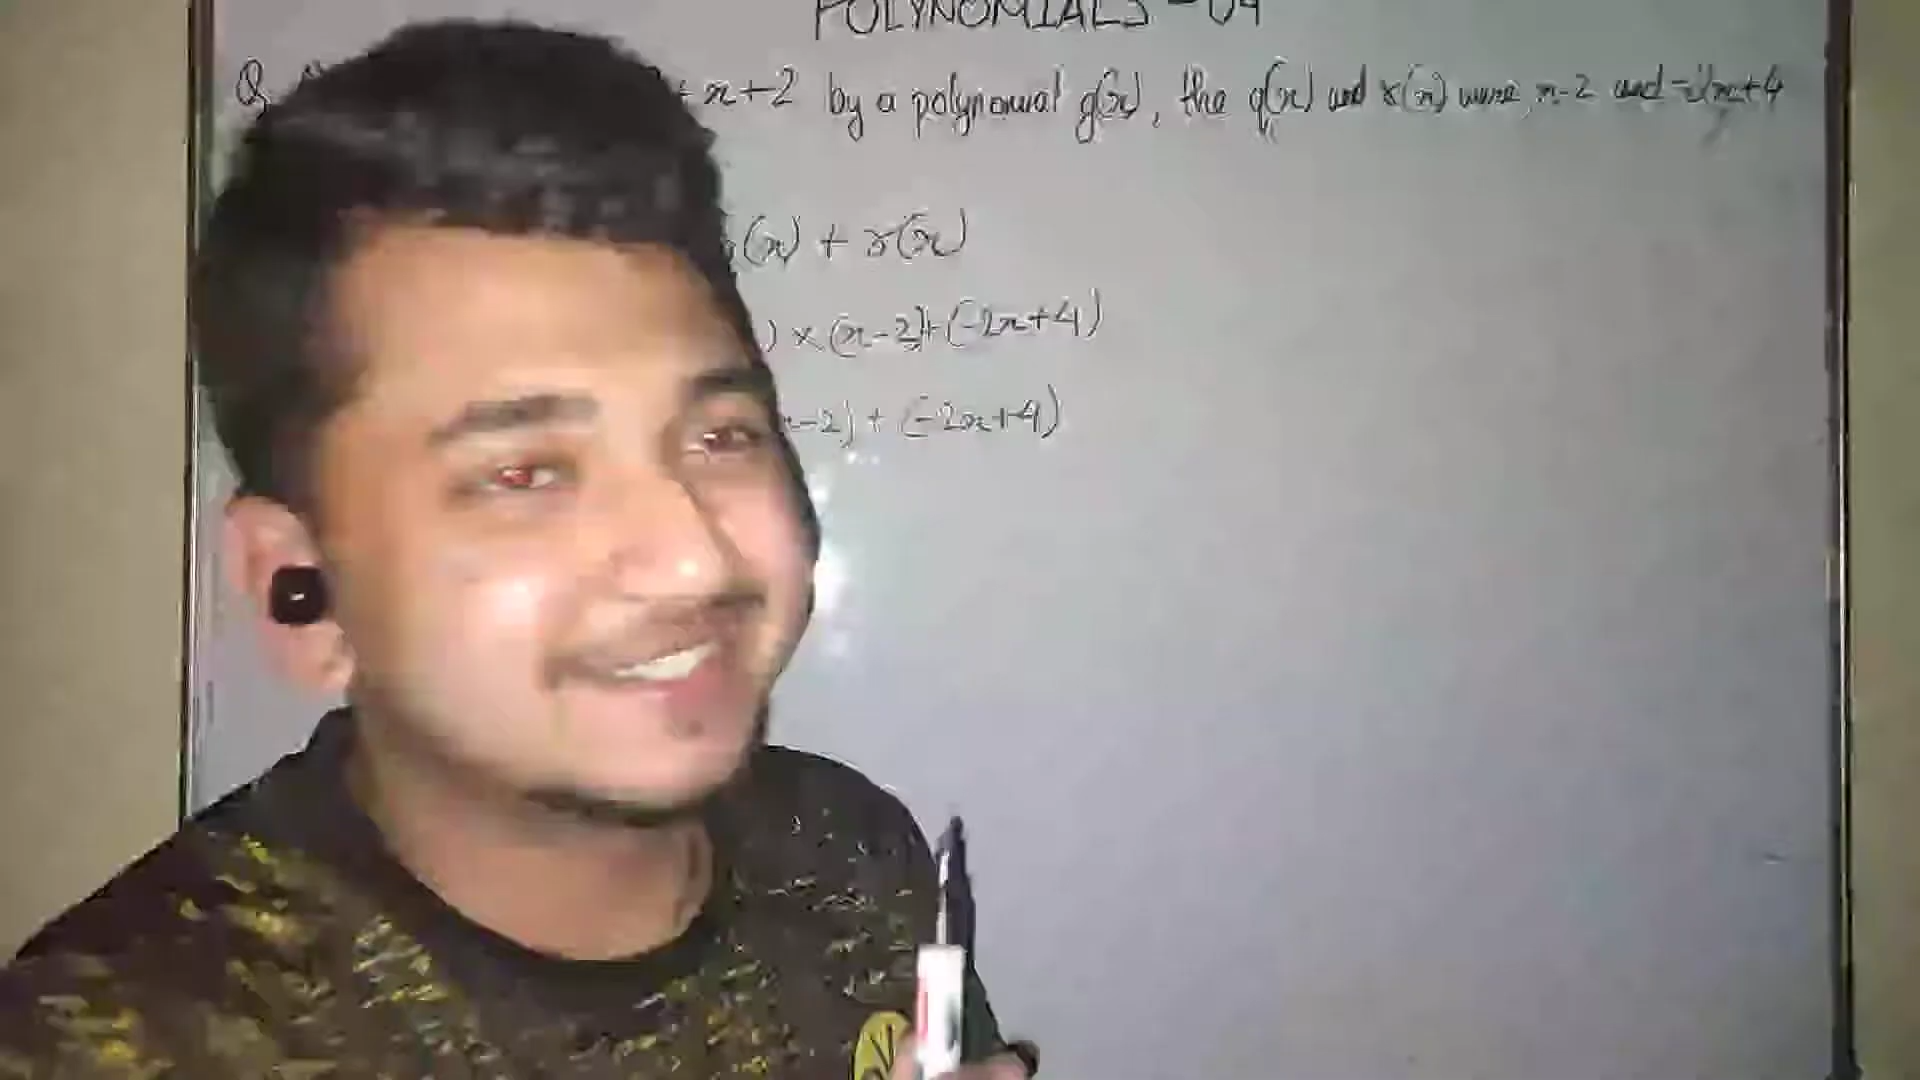 POLYNOMIALS - 04
Q + x+2 by a polynomial g(x), the q(x) and r(x) were x-2 and -2x+4
(x) + r(x)
) × (x-2)+(-2x+4)
x-2) + (-2x+4)